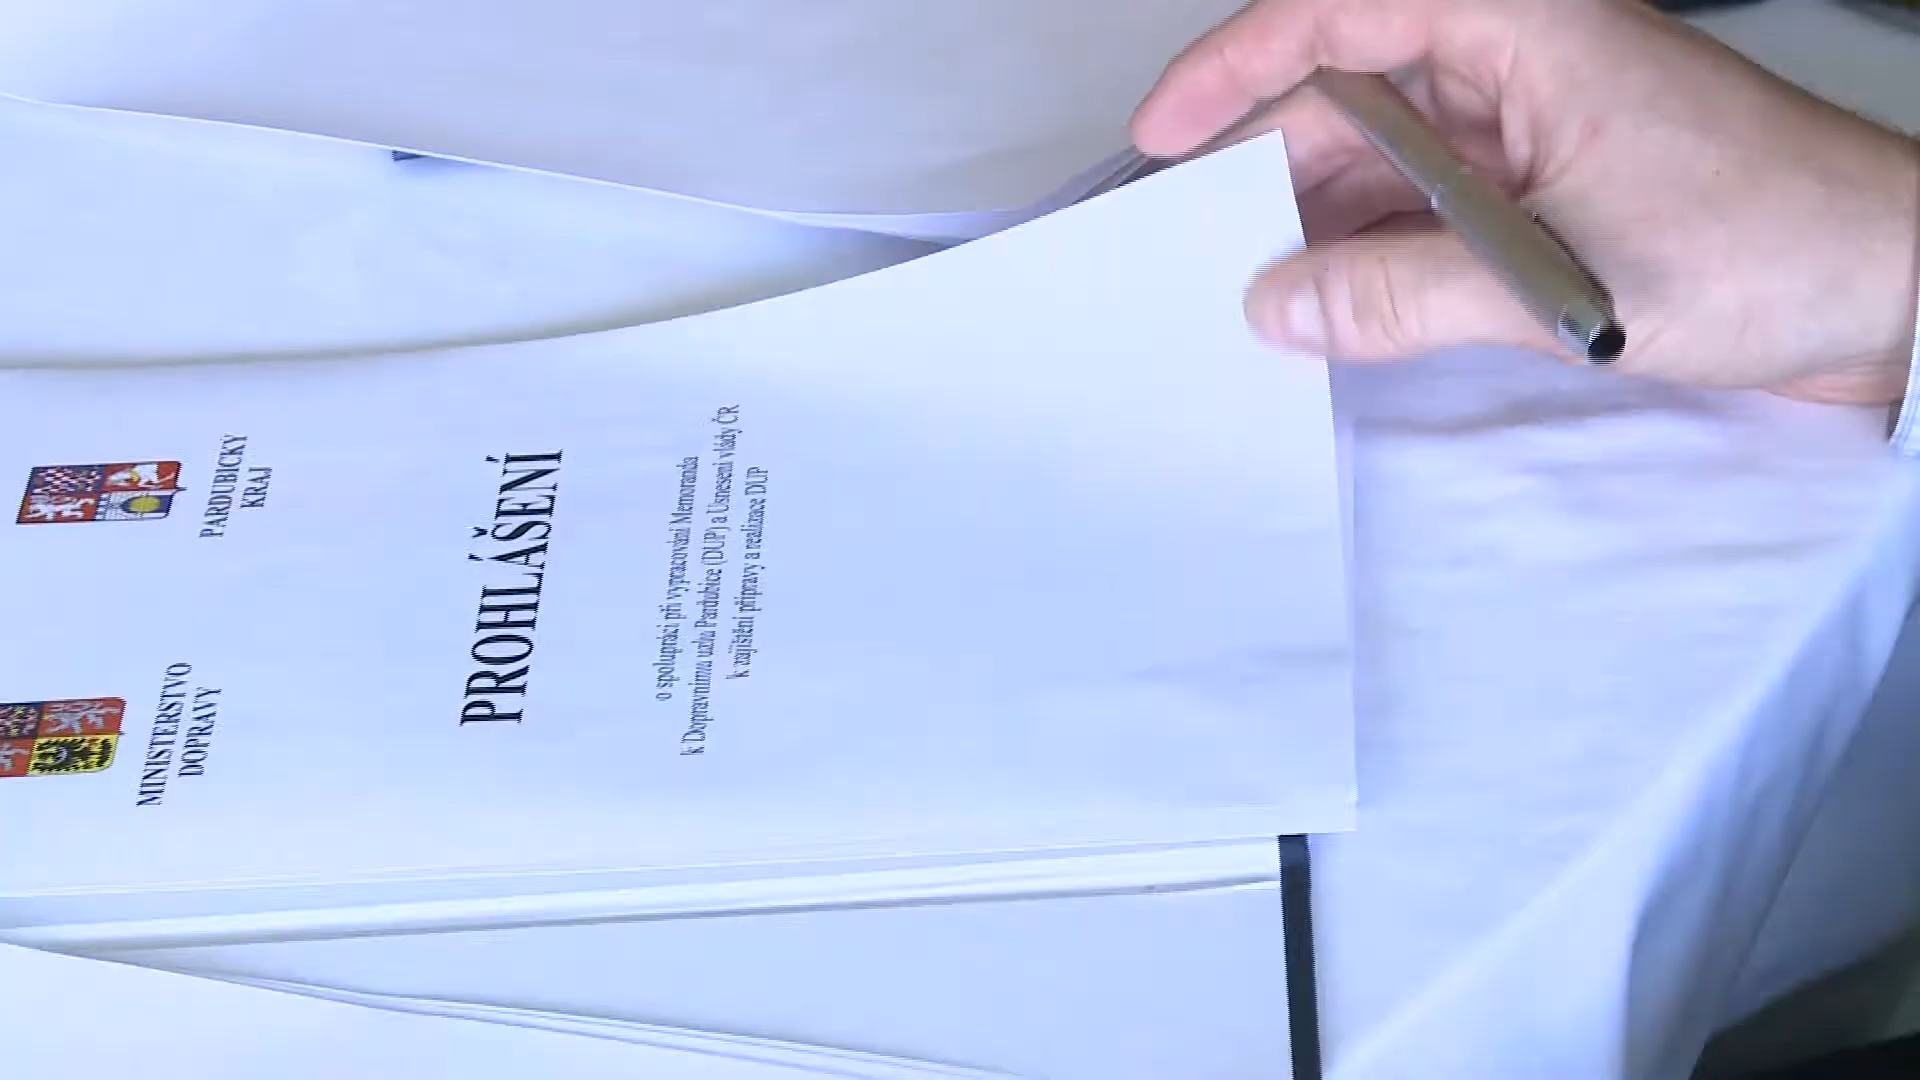 MINISTERSTVO
DOPRAVY
PARDUBICKÝ
KRAJ
PROHLÁŠENÍ
o spolupráci při vypracování Memoranda
k Dopravnímu uzlu Pardubice (DUP) a Usnesení vlády ČR
k zajištění přípravy a realizace DUP